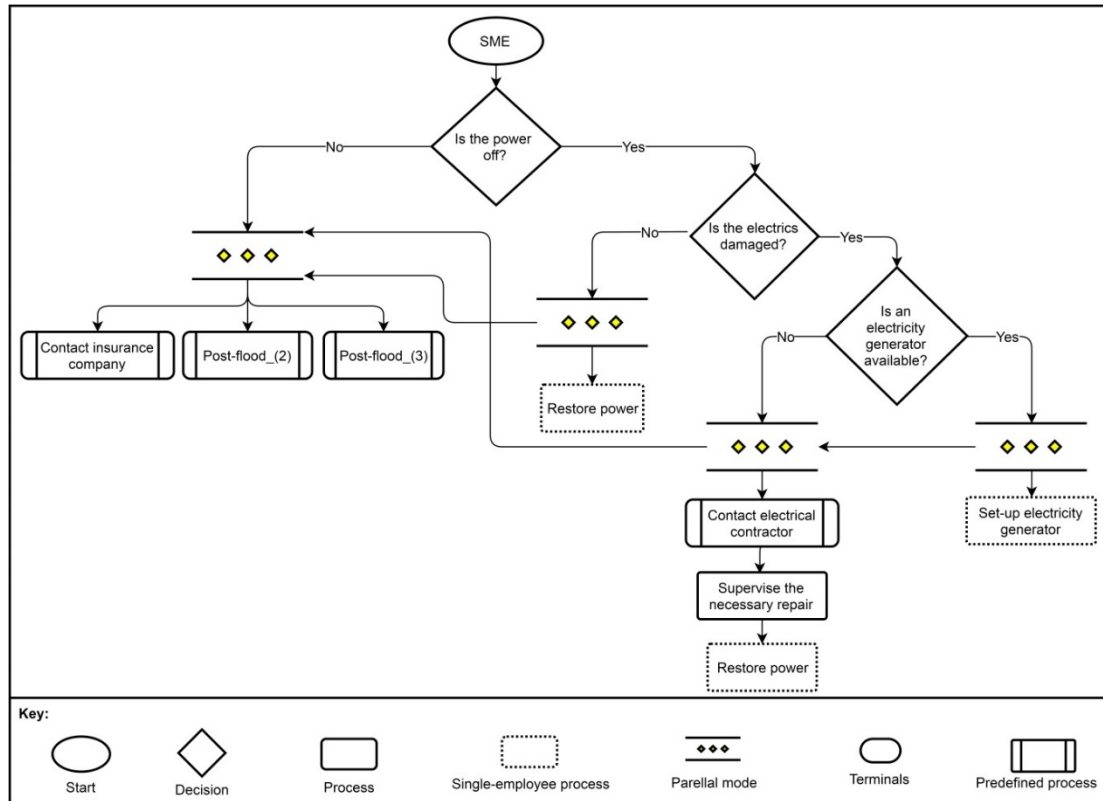 SME
Is the power
off?
No
Yes
Is the electrics
damaged?
No
Yes
Is an
electricity
generator
available?
No
Yes
Contact insurance
company
Post-flood_(2)
Post-flood_(3)
Restore power
Contact electrical
contractor
Set-up electricity
generator
Supervise the
necessary repair
Restore power
Key:
Start
Decision
Process
Single-employee process
Parellal mode
Terminals
Predefined process